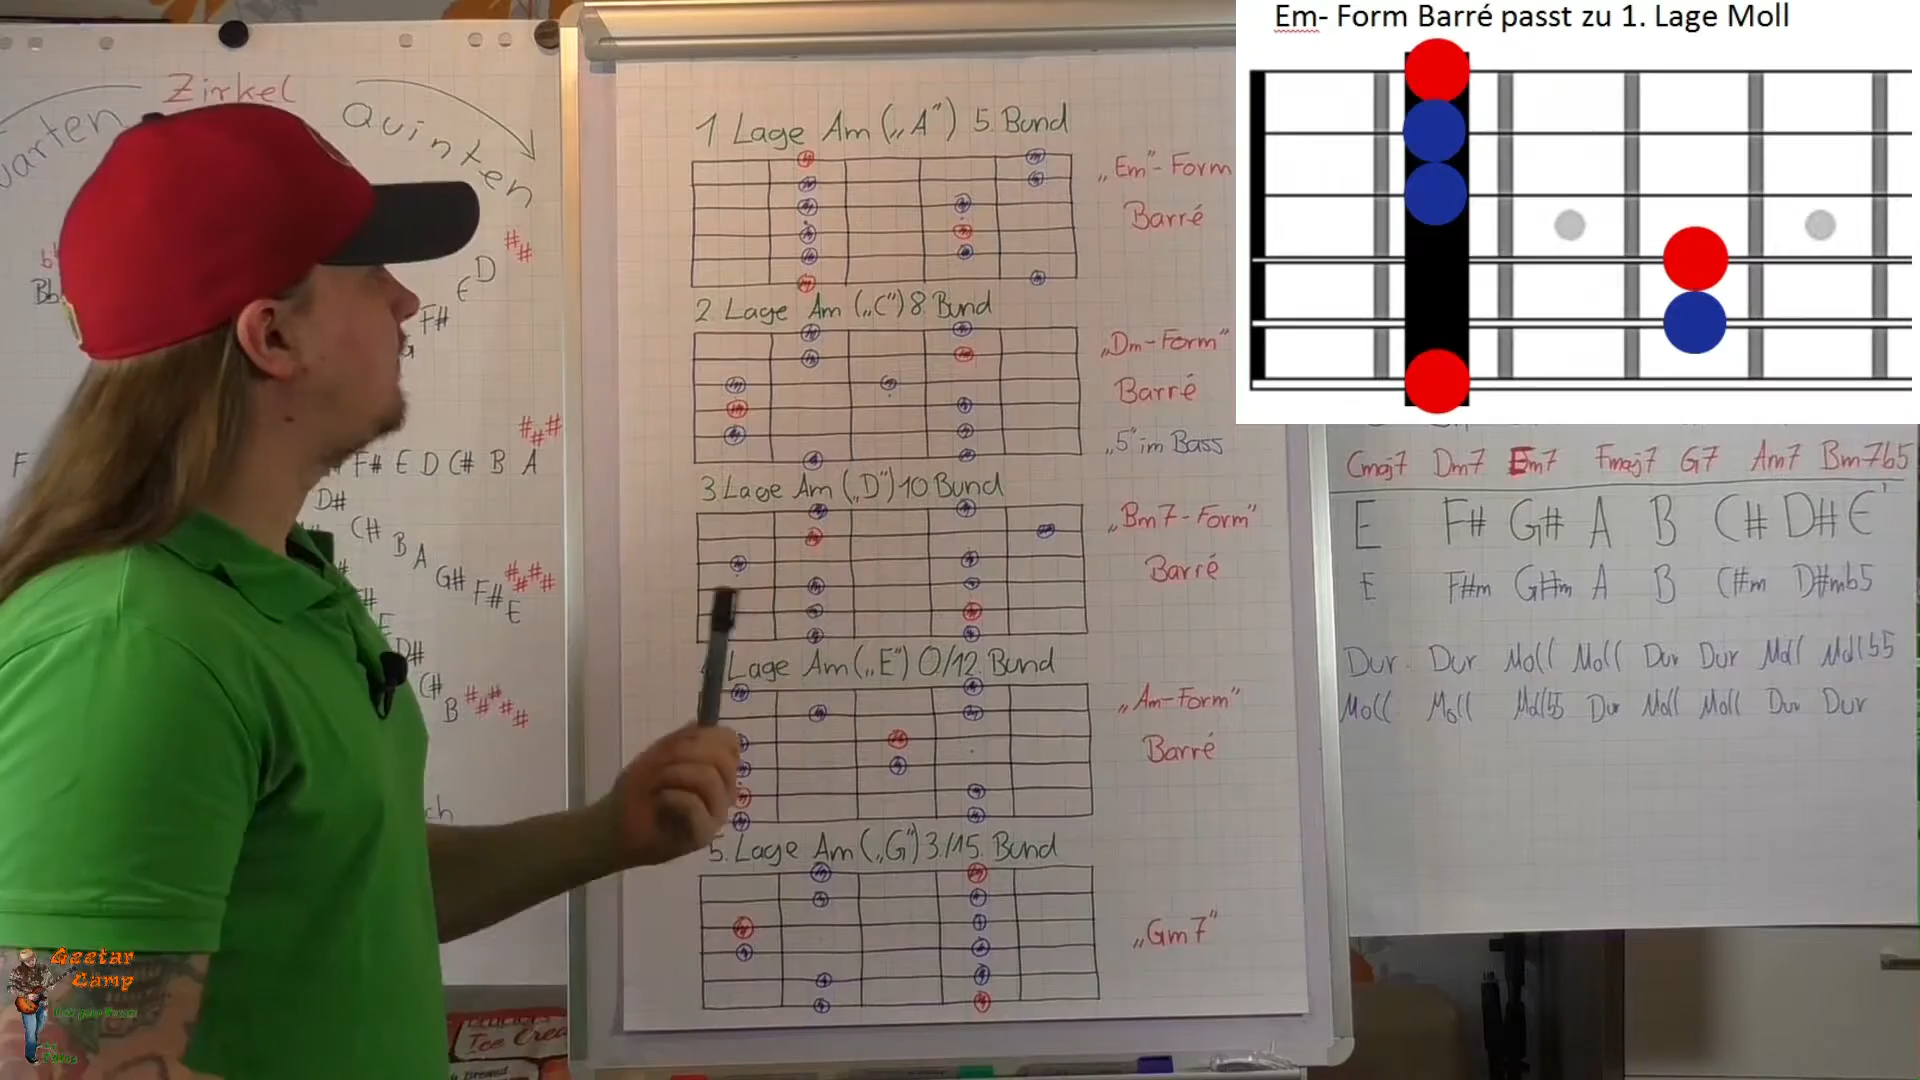 Em- Form Barré passt zu 1. Lage Moll
Zirkel
Quinten
##
D
E
F#
Bb
###
F
F# E D C# B A
D#
C#
B
A
G#
F#
E
####
D#
C#
B
#####
1 Lage Am („A") 5. Bund
„Em"-Form
Barré
2. Lage Am („C") 8. Bund
„Dm-Form"
Barré
„5" im Bass
3 Lage Am („D") 10 Bund
„Bm7-Form"
Barré
Lage Am („E") 0/12. Bund
„Am-Form"
Barré
5. Lage Am („G") 3./15. Bund
„Gm7"
Cmaj7 Dm7 Em7 Fmaj7 G7 Am7 Bm7b5
E F# G# A B C# D# E'
E F#m G#m A B C#m D#mb5
Dur Dur Moll Moll Dur Dur Moll Mollb5
Moll Moll Mollb5 Dur Moll Moll Dur Dur
Geetar
Camp
Ice Crea